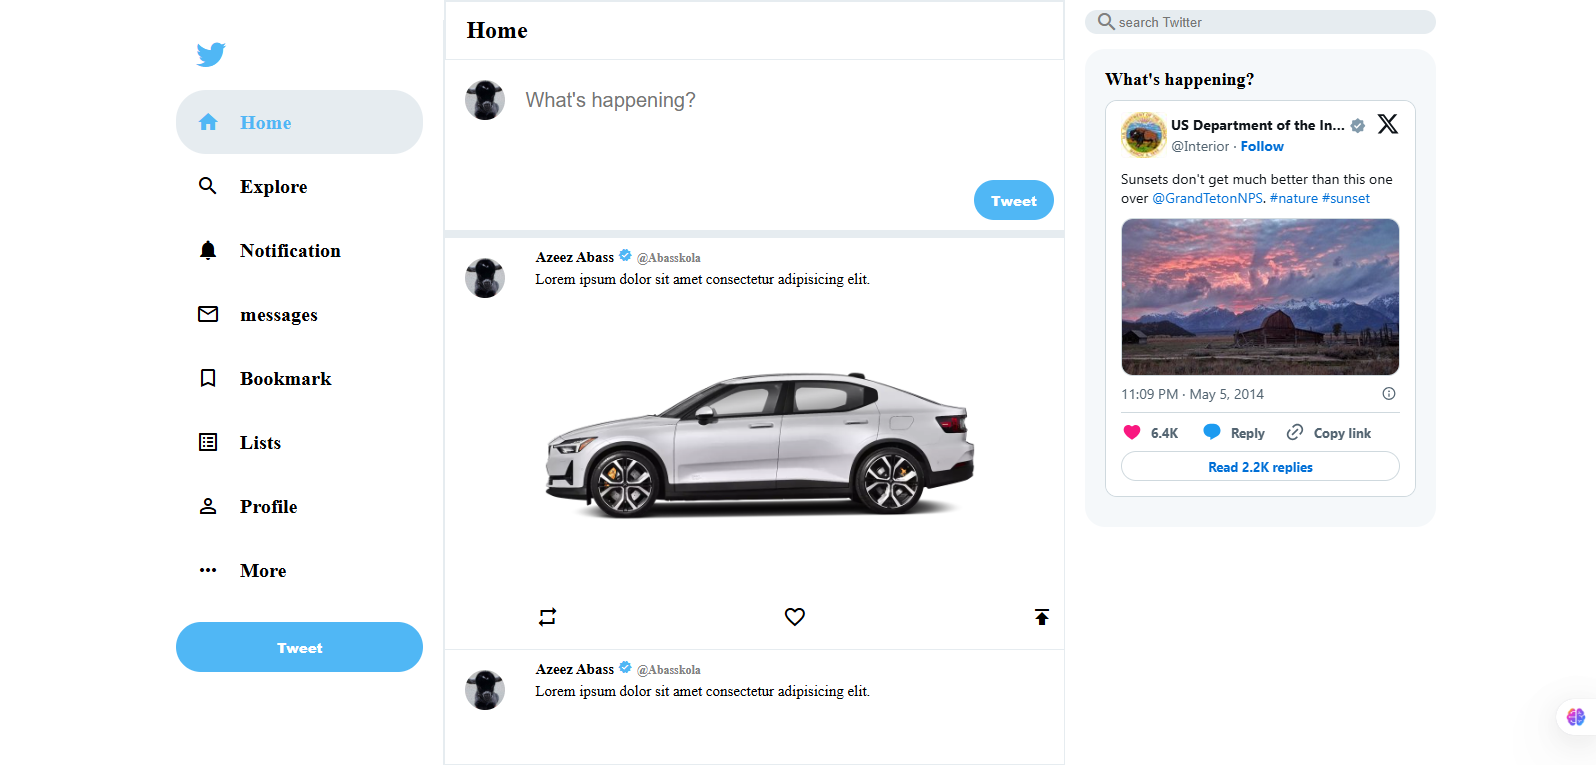 Home
Explore
Notification
messages
Bookmark
Lists
Profile
More
Tweet
Home
What's happening?
Tweet
Azeez Abass @Abasskola
Lorem ipsum dolor sit amet consectetur adipisicing elit.
Azeez Abass @Abasskola
Lorem ipsum dolor sit amet consectetur adipisicing elit.
search Twitter
What's happening?
US Department of the In...
@Interior · Follow
Sunsets don't get much better than this one
over @GrandTetonNPS. #nature #sunset
11:09 PM · May 5, 2014
6.4K Reply Copy link
Read 2.2K replies